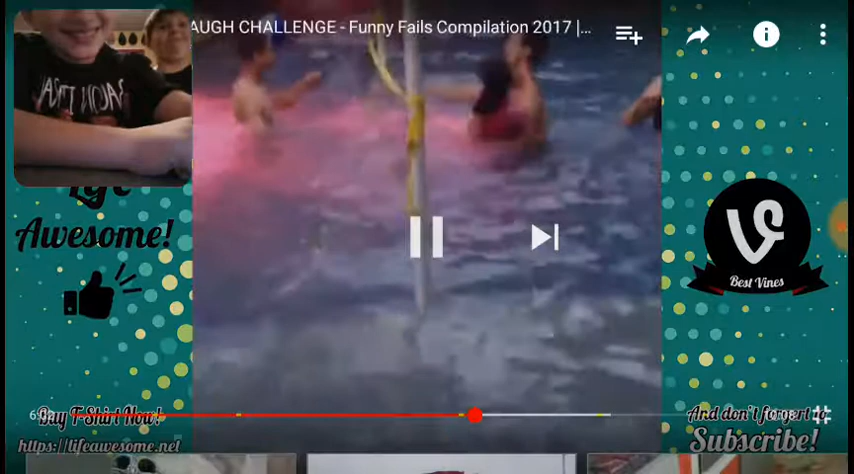 AUGH CHALLENGE - Funny Fails Compilation 2017 |...
Life
Awesome!
Best Vines
Buy T-Shirt Now!
https://lifeawesome.net
And don't forget to
Subscribe!